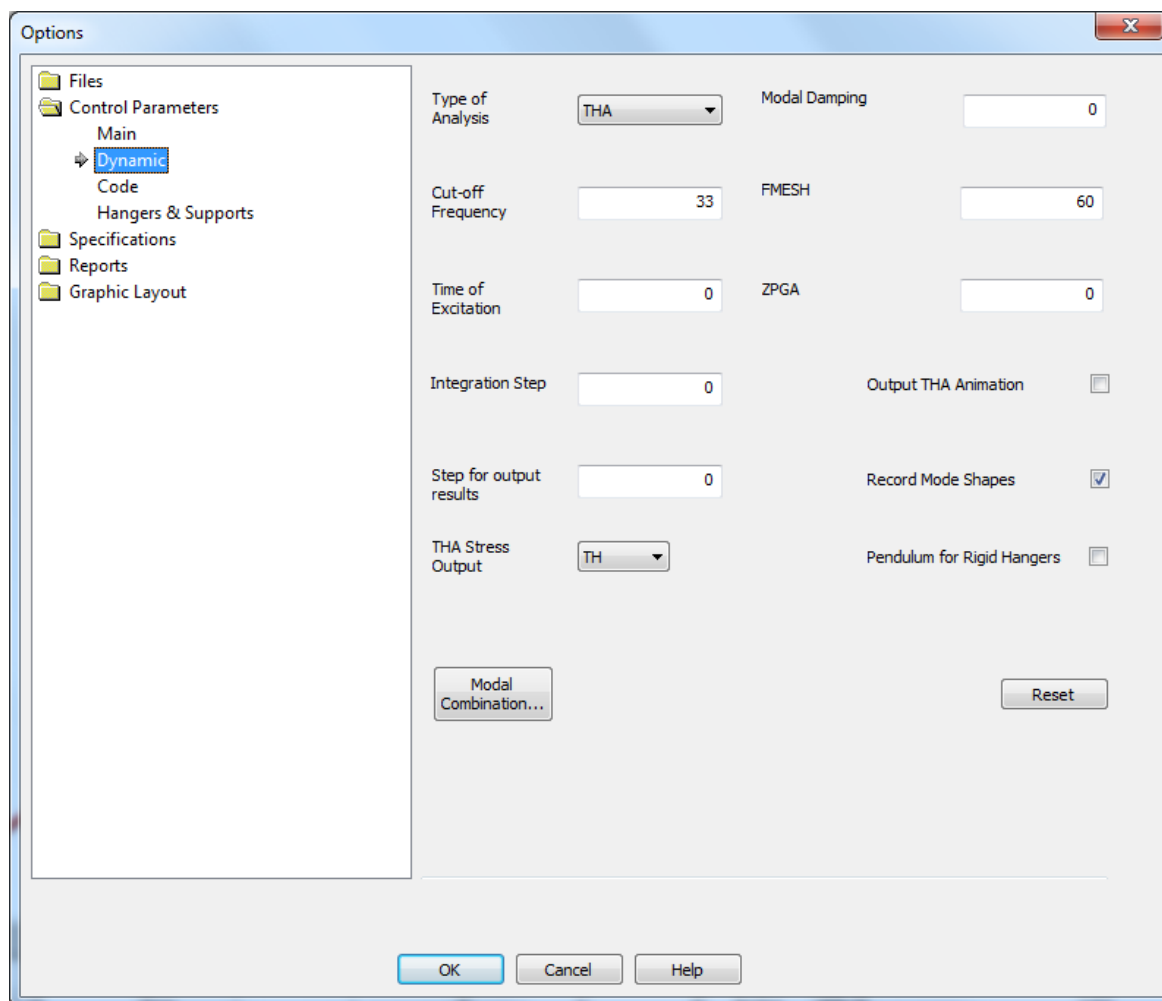 Options
Files
Control Parameters
Main
Dynamic
Code
Hangers & Supports
Specifications
Reports
Graphic Layout
Type of
Analysis
THA
Modal Damping
0
Cut-off
Frequency
33
FMESH
60
Time of
Excitation
0
ZPGA
0
Integration Step
0
Output THA Animation
Step for output
results
0
Record Mode Shapes
THA Stress
Output
TH
Pendulum for Rigid Hangers
Modal
Combination...
Reset
OK
Cancel
Help